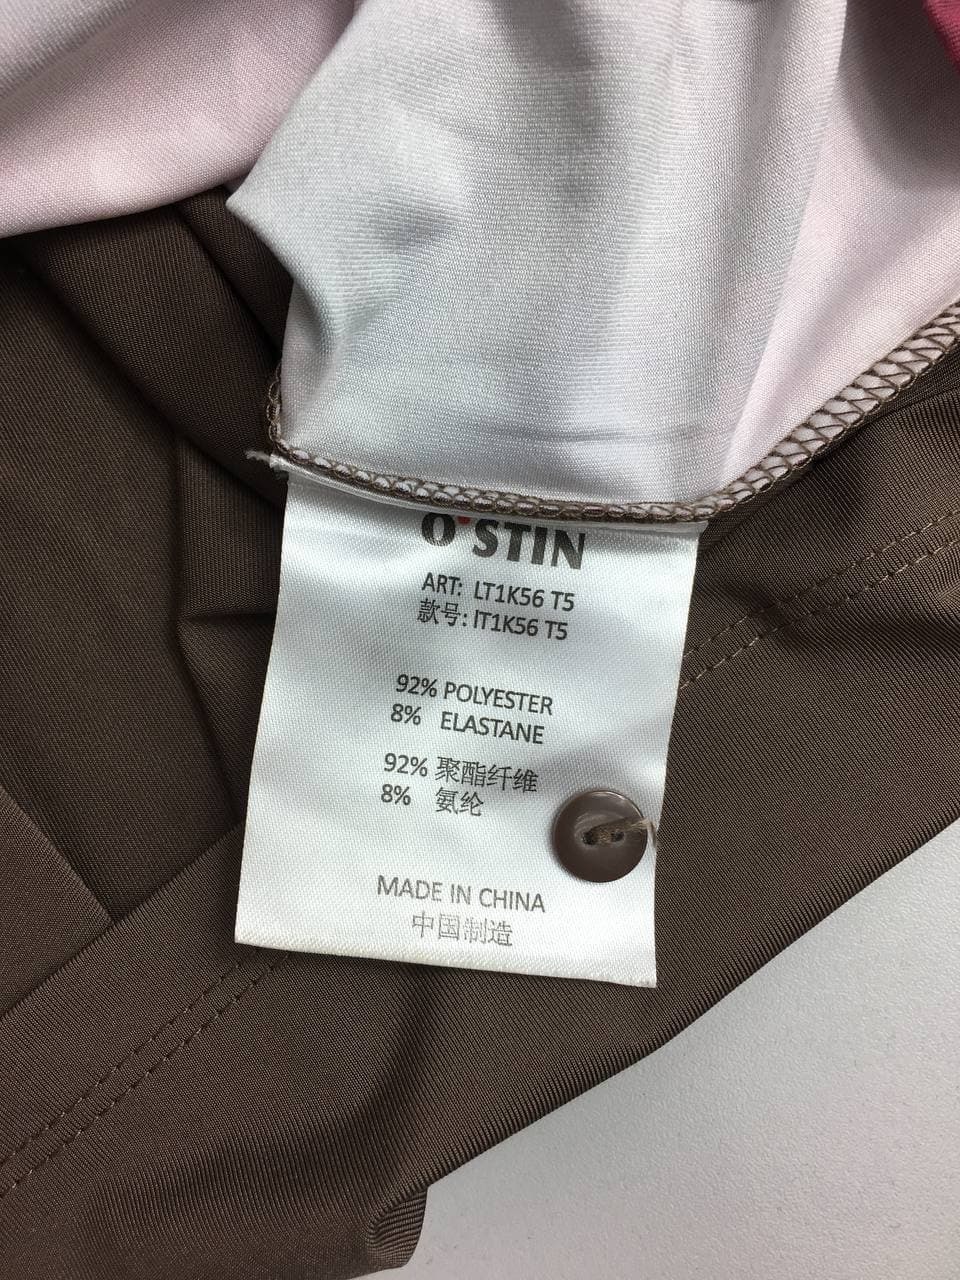 O'STIN
ART: LT1K56 T5
款号: lT1K56 T5
92% POLYESTER
8% ELASTANE
92% 聚酯纤维
8% 氨纶
MADE IN CHINA
中国制造